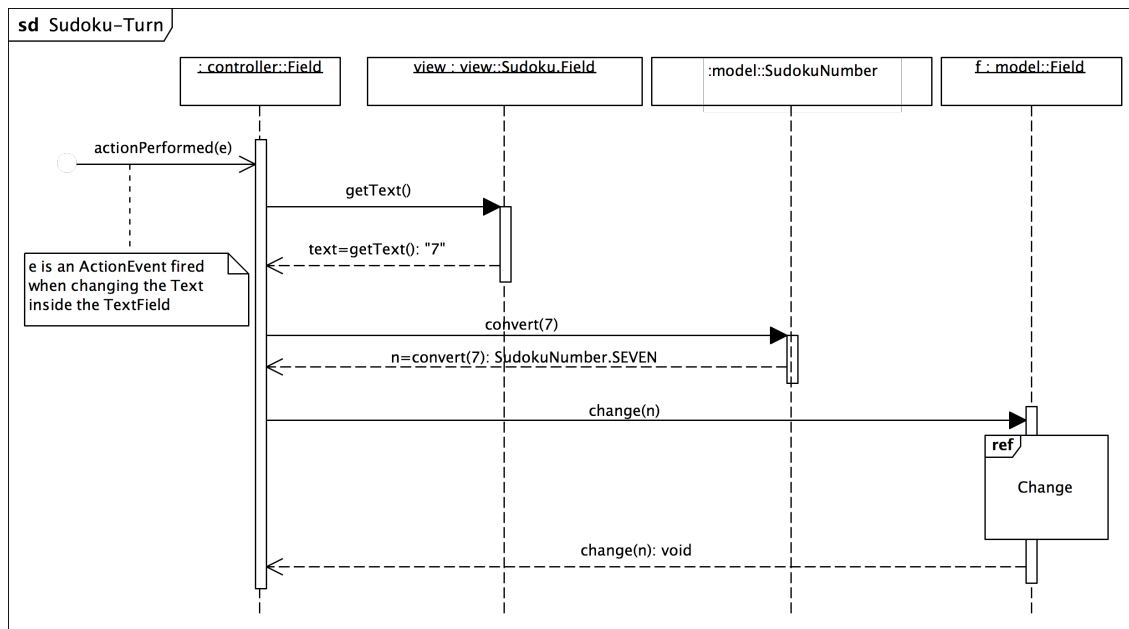 sd Sudoku-Turn
: controller::Field
view : view::Sudoku.Field
:model::SudokuNumber
f : model::Field
actionPerformed(e)
getText()
text=getText(): "7"
e is an ActionEvent fired
when changing the Text
inside the TextField
convert(7)
n=convert(7): SudokuNumber.SEVEN
change(n)
ref
Change
change(n): void